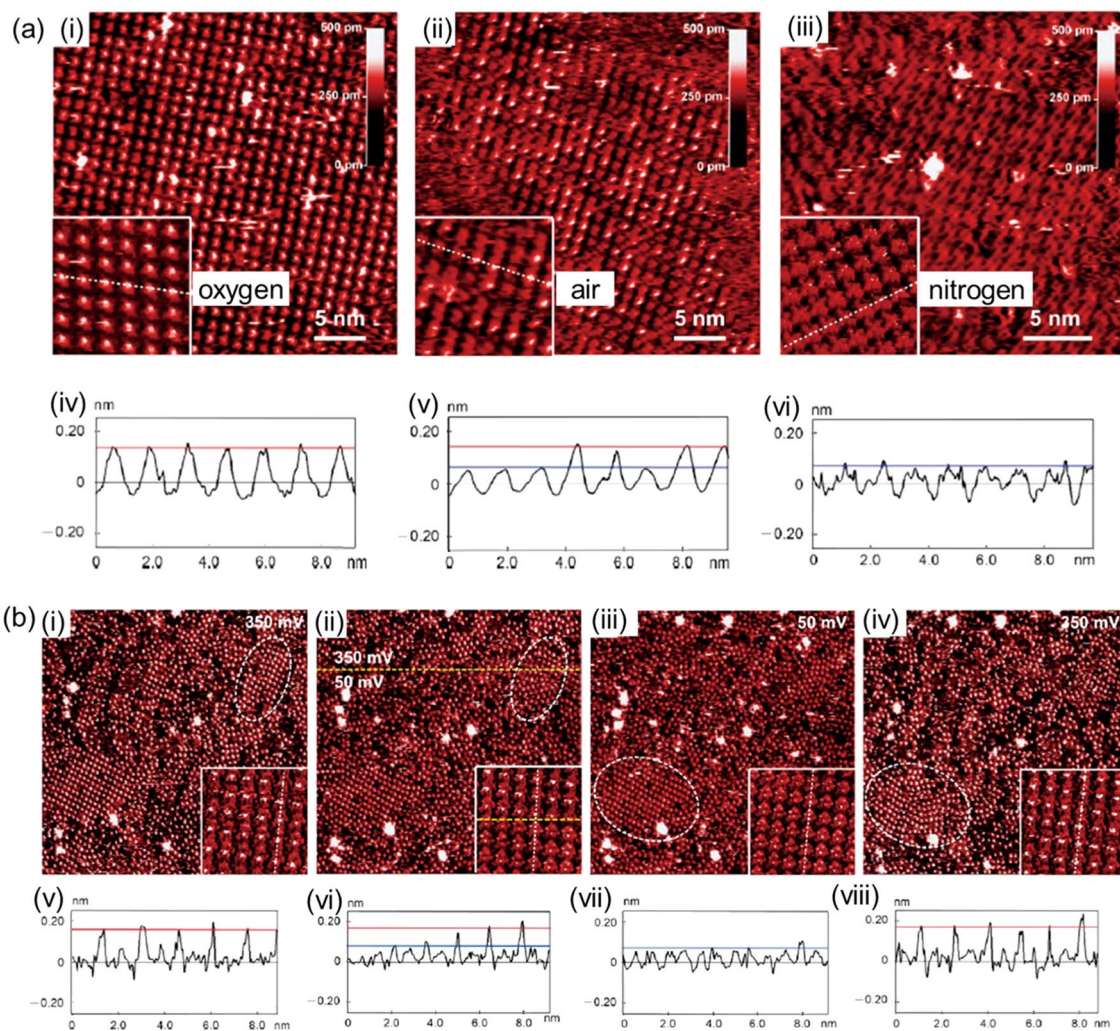 (a) (i) (ii) (iii)
500 pm 500 pm 500 pm
250 pm 250 pm 250 pm
0 pm 0 pm 0 pm
oxygen air nitrogen
5 nm 5 nm 5 nm
(iv) (v) (vi)
nm nm nm
0.20 0.20 0.20
0 0 0
−0.20 −0.20 −0.20
0 2.0 4.0 6.0 8.0 nm 0 2.0 4.0 6.0 8.0 nm 0 2.0 4.0 6.0 8.0 nm
(b) (i) (ii) (iii) (iv)
350 mV 350 mV 50 mV 350 mV
50 mV
(v) (vi) (vii) (viii)
nm nm nm nm
0.20 0.20 0.20 0.20
0 0 0 0
−0.20 −0.20 −0.20 −0.20
0 2.0 4.0 6.0 8.0 nm 0 2.0 4.0 6.0 8.0 nm 0 2.0 4.0 6.0 8.0 nm 0 2.0 4.0 6.0 8.0 nm